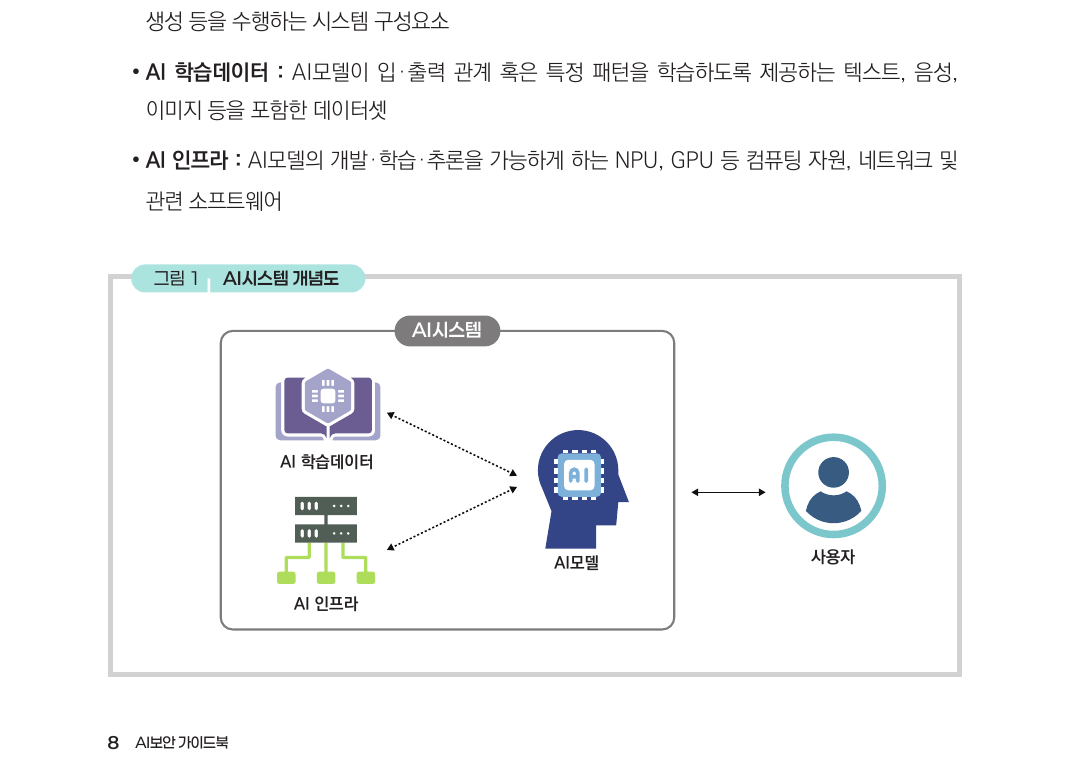 생성 등을 수행하는 시스템 구성요소
• AI 학습데이터 : AI모델이 입·출력 관계 혹은 특정 패턴을 학습하도록 제공하는 텍스트, 음성,
이미지 등을 포함한 데이터셋
• AI 인프라 : AI모델의 개발·학습·추론을 가능하게 하는 NPU, GPU 등 컴퓨팅 자원, 네트워크 및
관련 소프트웨어
그림 1 AI시스템 개념도
AI시스템
AI 학습데이터
AI 인프라
AI
AI모델
사용자
8 AI보안 가이드북